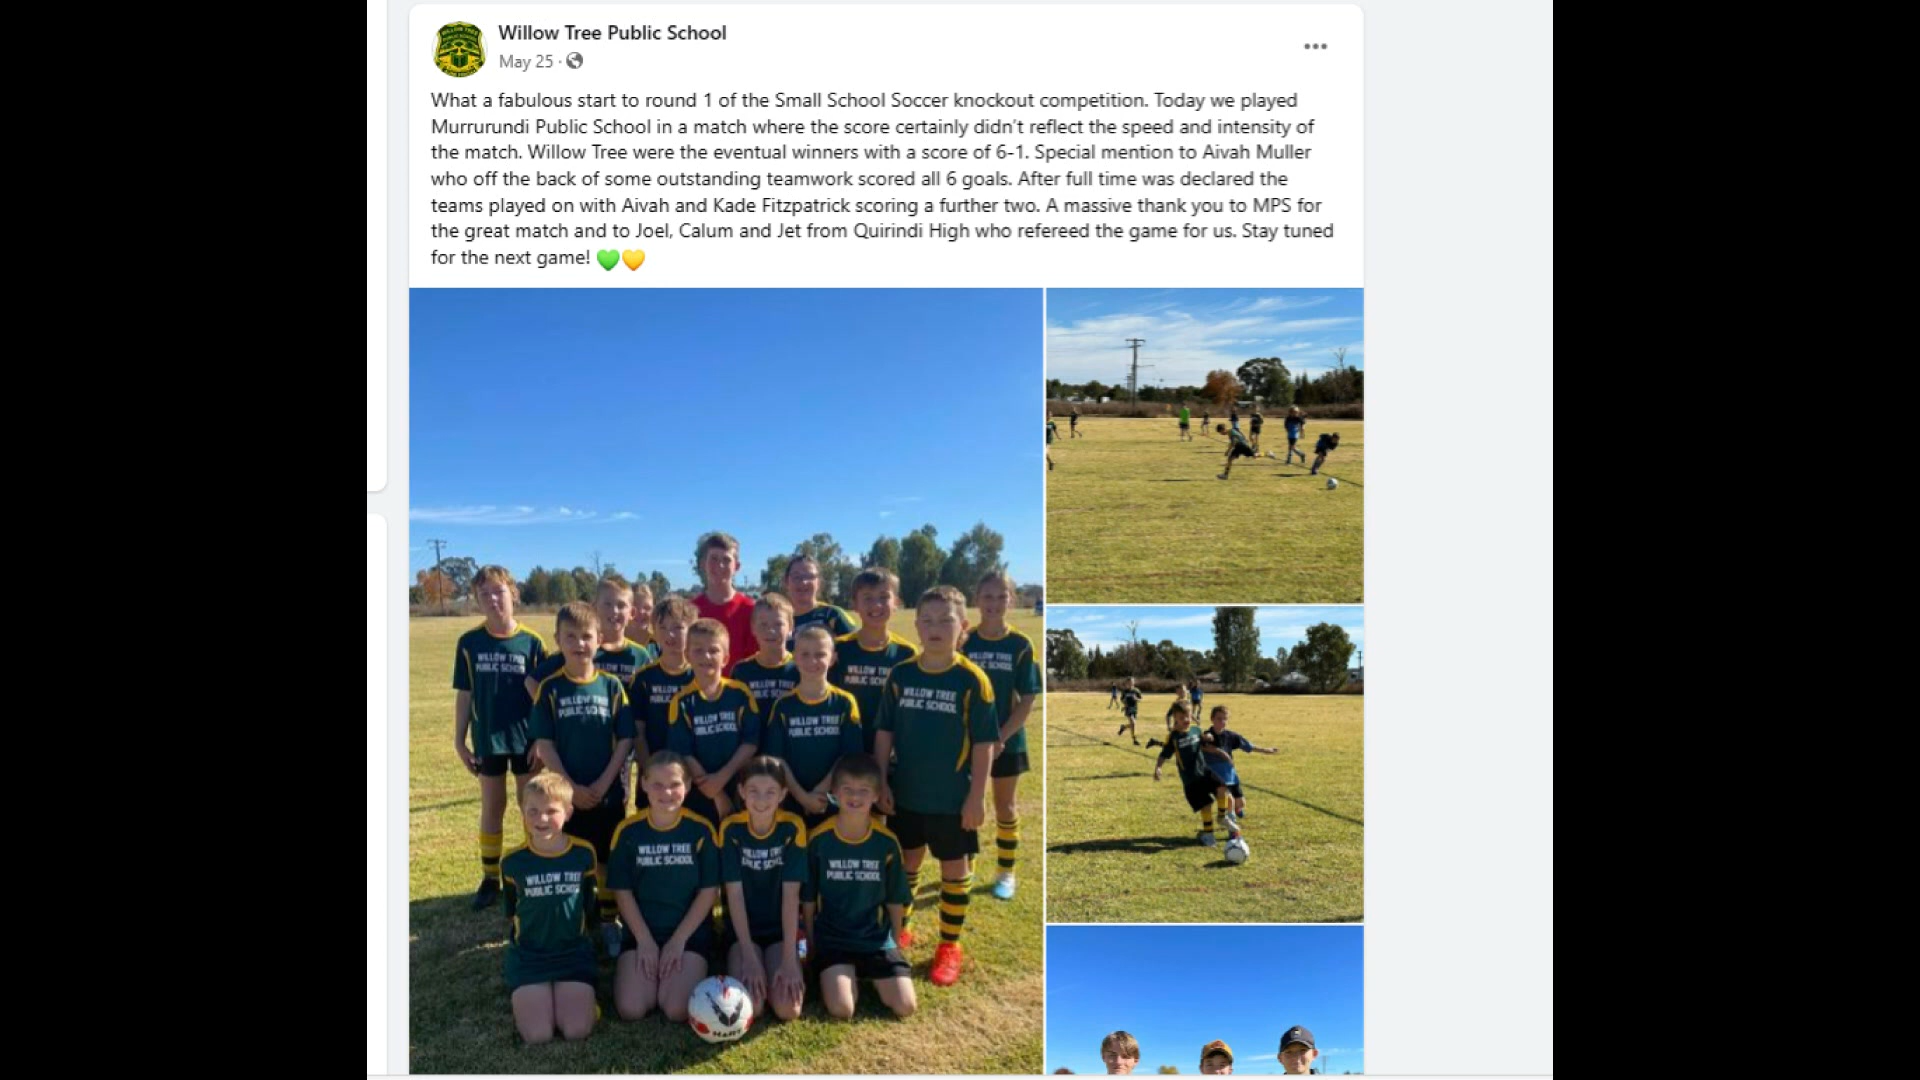 Willow Tree Public School
May 25 ·
What a fabulous start to round 1 of the Small School Soccer knockout competition. Today we played
Murrurundi Public School in a match where the score certainly didn't reflect the speed and intensity of
the match. Willow Tree were the eventual winners with a score of 6-1. Special mention to Aivah Muller
who off the back of some outstanding teamwork scored all 6 goals. After full time was declared the
teams played on with Aivah and Kade Fitzpatrick scoring a further two. A massive thank you to MPS for
the great match and to Joel, Calum and Jet from Quirindi High who refereed the game for us. Stay tuned
for the next game! 💚💛
WILLOW TREE
PUBLIC SCHOOL
WILLOW TREE
PUBLIC SCHOOL
WILLOW TREE
PUBLIC SCHOOL
WILLOW TREE
PUBLIC SCHOOL
HART